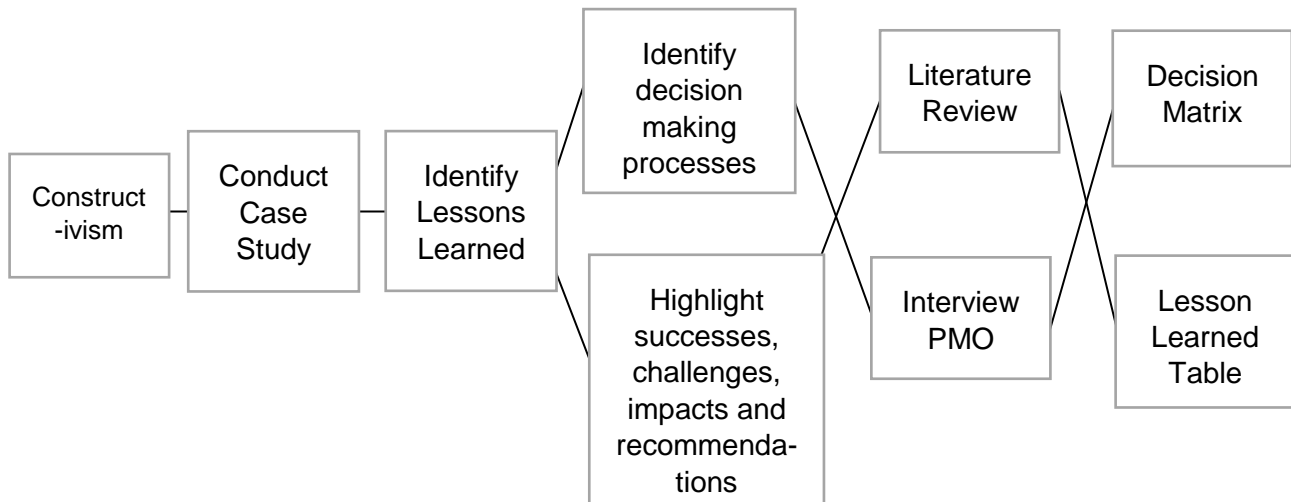 Construct
-ivism
Conduct
Case
Study
Identify
Lessons
Learned
Identify
decision
making
processes
Highlight
successes,
challenges,
impacts and
recommenda-
tions
Literature
Review
Interview
PMO
Decision
Matrix
Lesson
Learned
Table